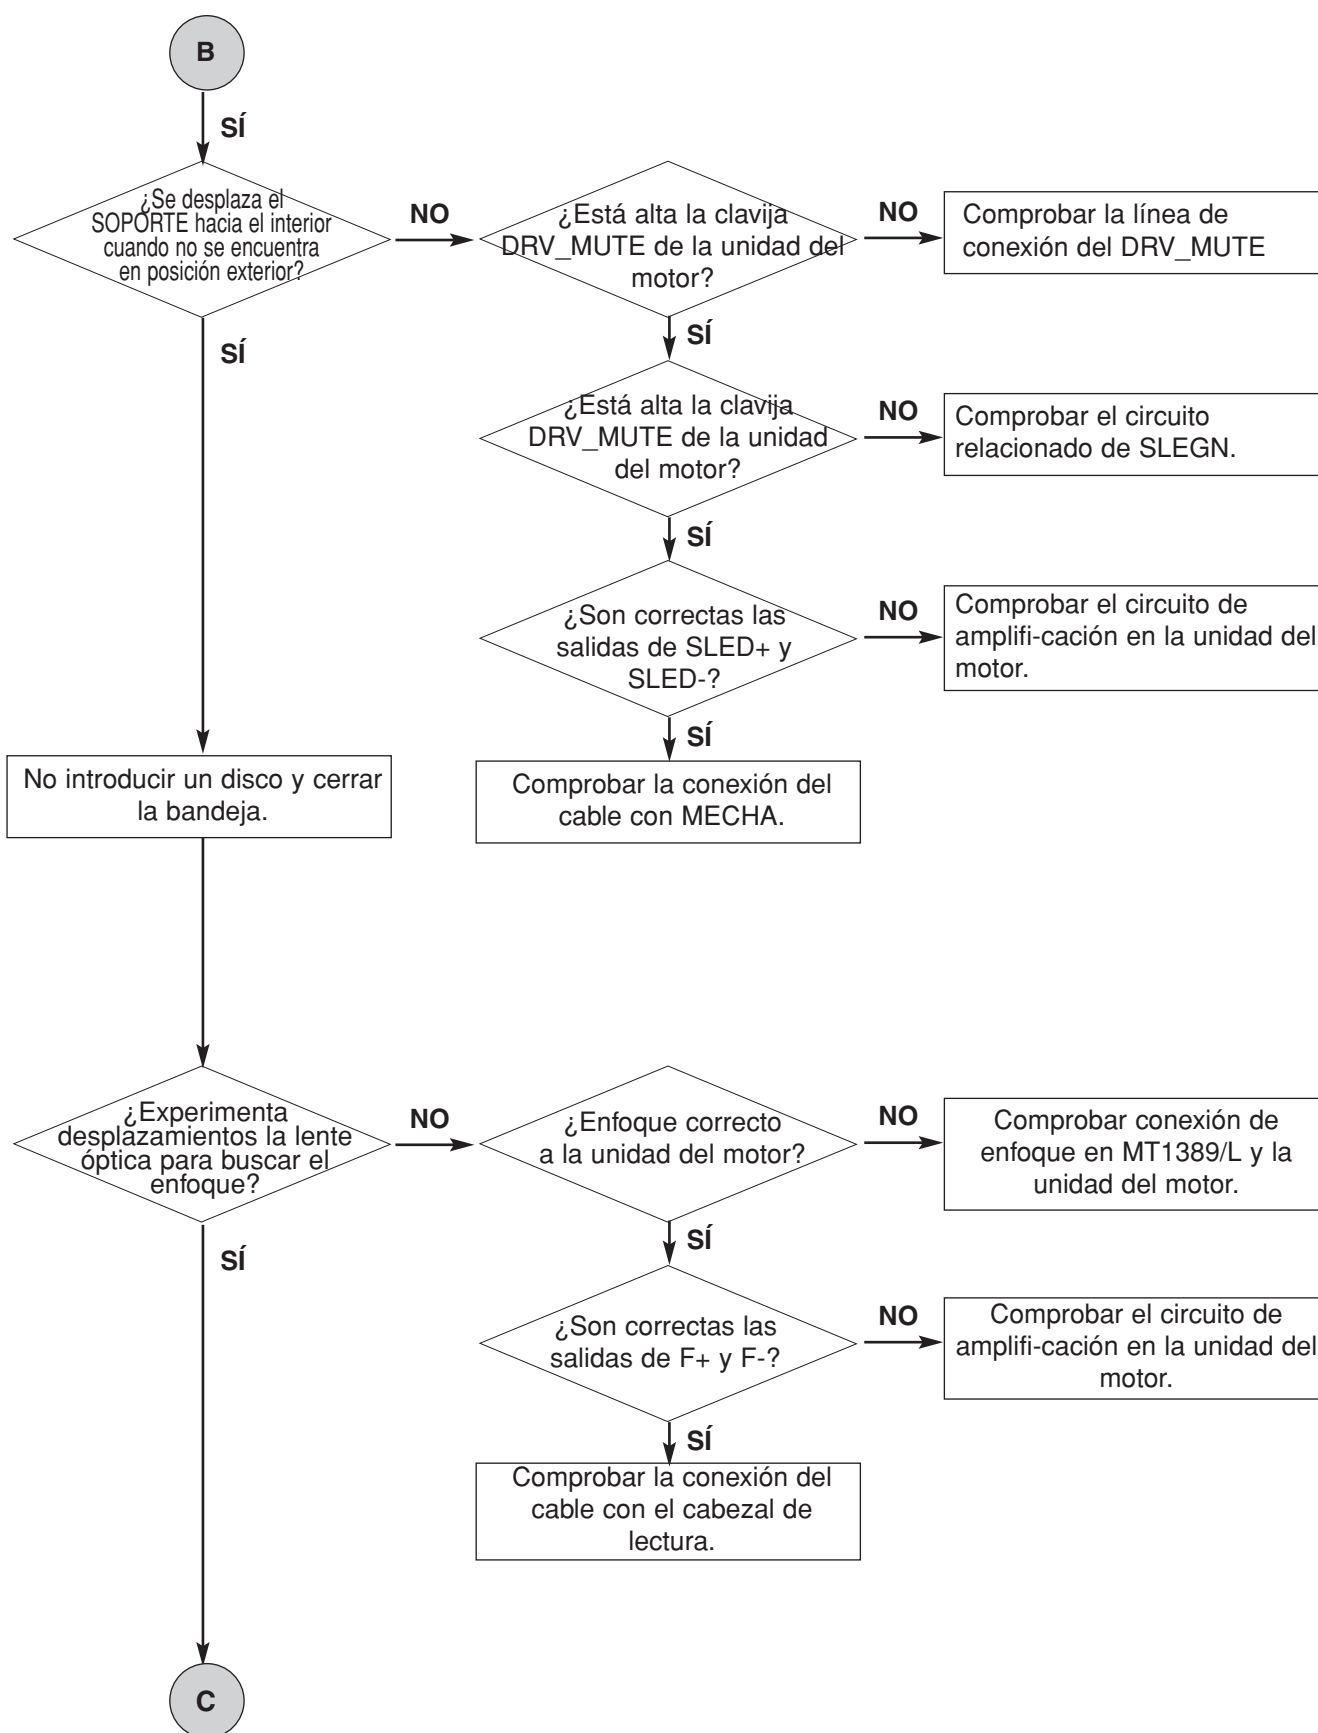 B
SÍ
¿Se desplaza el
SOPORTE hacia el interior
cuando no se encuentra
en posición exterior?
NO
¿Está alta la clavija
DRV_MUTE de la unidad del
motor?
NO
Comprobar la línea de
conexión del DRV_MUTE
SÍ
SÍ
¿Está alta la clavija
DRV_MUTE de la unidad
del motor?
NO
Comprobar el circuito
relacionado de SLEGN.
SÍ
¿Son correctas las
salidas de SLED+ y
SLED-?
NO
Comprobar el circuito de
amplifi-cación en la unidad del
motor.
SÍ
No introducir un disco y cerrar
la bandeja.
Comprobar la conexión del
cable con MECHA.
¿Experimenta
desplazamientos la lente
óptica para buscar el
enfoque?
NO
¿Enfoque correcto
a la unidad del motor?
NO
Comprobar conexión de
enfoque en MT1389/L y la
unidad del motor.
SÍ
SÍ
¿Son correctas las
salidas de F+ y F-?
NO
Comprobar el circuito de
amplifi-cación en la unidad del
motor.
SÍ
Comprobar la conexión del
cable con el cabezal de
lectura.
C